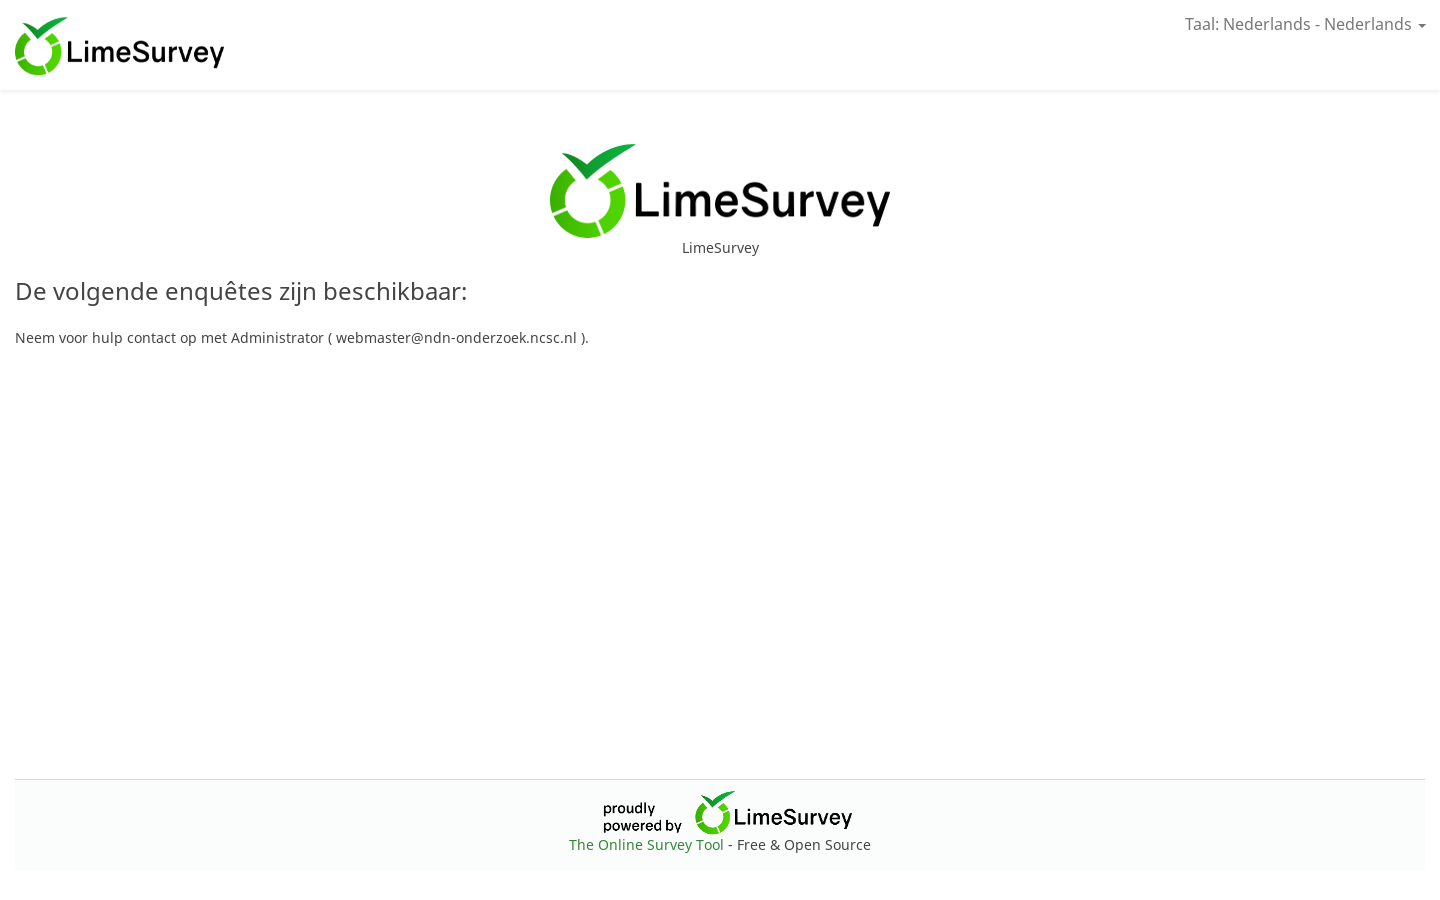 LimeSurvey
Taal: Nederlands - Nederlands
LimeSurvey
LimeSurvey
De volgende enquêtes zijn beschikbaar:
Neem voor hulp contact op met Administrator ( webmaster@ndn-onderzoek.ncsc.nl ).
proudly
powered by LimeSurvey
The Online Survey Tool - Free & Open Source